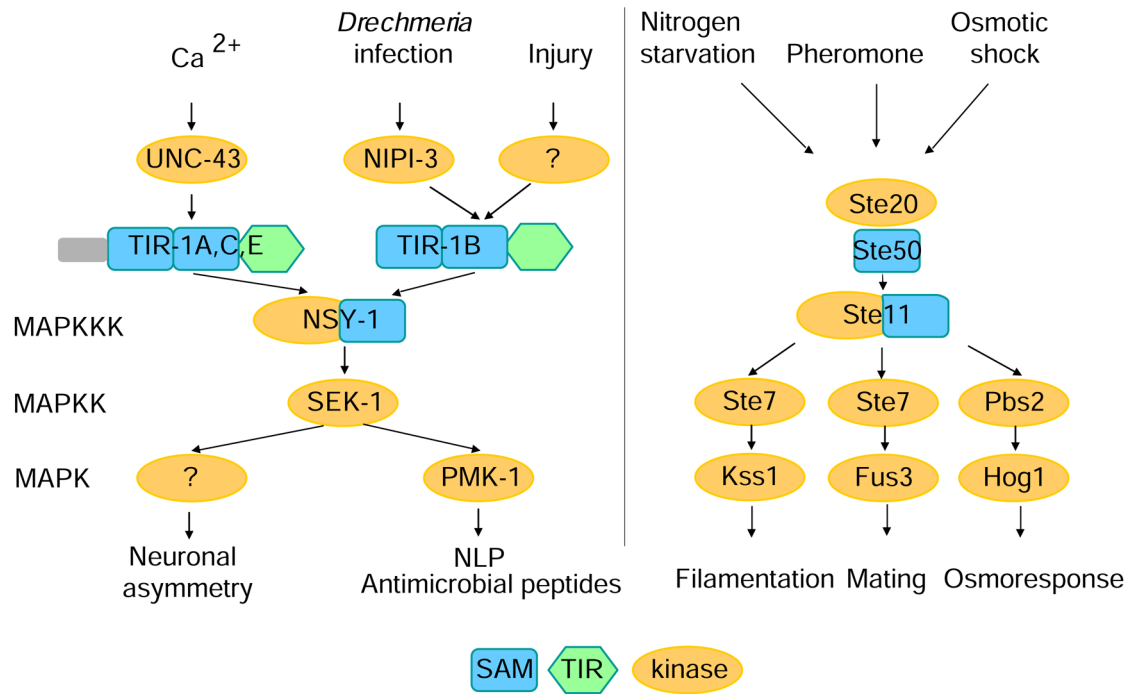 Ca 2+
Drechmeria
infection
Injury
UNC-43
NIPI-3
?
TIR-1A,C,E
TIR-1B
MAPKKK
NSY-1
MAPKK
SEK-1
MAPK
?
PMK-1
Neuronal
asymmetry
NLP
Antimicrobial peptides
Nitrogen
starvation
Pheromone
Osmotic
shock
Ste20
Ste50
Ste11
Ste7
Ste7
Pbs2
Kss1
Fus3
Hog1
Filamentation
Mating
Osmoresponse
SAM
TIR
kinase